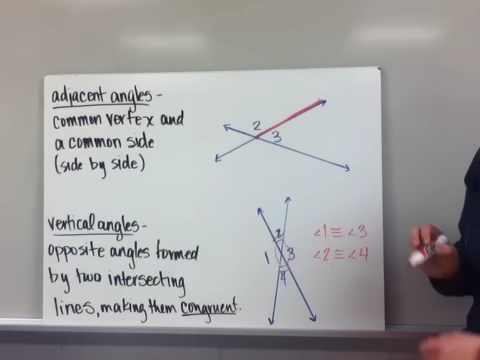 adjacent angles -
common vertex and
a common side
(side by side)
2
3
vertical angles -
opposite angles formed
by two intersecting
lines, making them congruent.
2
1
3
4
∠1 ≅ ∠3
∠2 ≅ ∠4